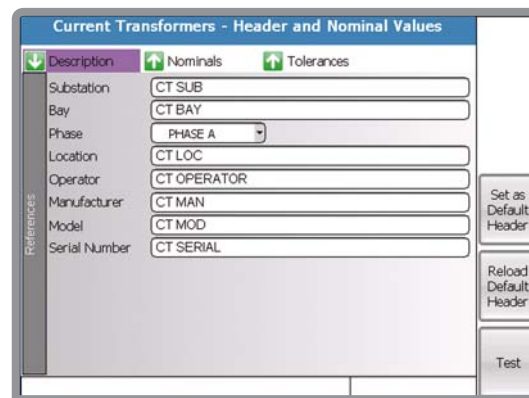 Current Transformers - Header and Nominal Values
Description Nominals Tolerances
References
Substation CT SUB
Bay CT BAY
Phase PHASE A
Location CT LOC
Operator CT OPERATOR
Manufacturer CT MAN
Model CT MOD
Serial Number CT SERIAL
Set as
Default
Header
Reload
Default
Header
Test